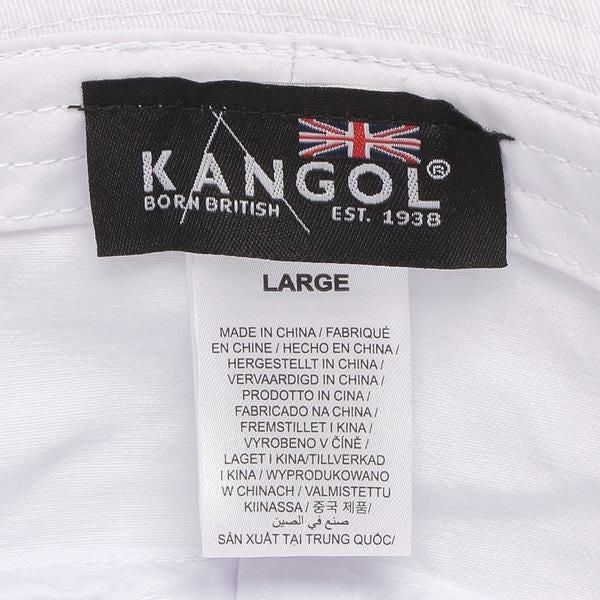 KANGOL®
BORN BRITISH EST. 1938
LARGE
MADE IN CHINA / FABRIQUÉ
EN CHINE / HECHO EN CHINA /
HERGESTELLT IN CHINA /
VERVAARDIGD IN CHINA /
PRODOTTO IN CINA /
FABRICADO NA CHINA /
FREMSTILLET I KINA /
VYROBENO V ČÍNĚ /
LAGET I KINA/TILLVERKAD
I KINA / WYPRODUKOWANO
W CHINACH / VALMISTETTU
KIINASSA / 중국 제품/
صنع في الصين
SẢN XUẤT TẠI TRUNG QUỐC/